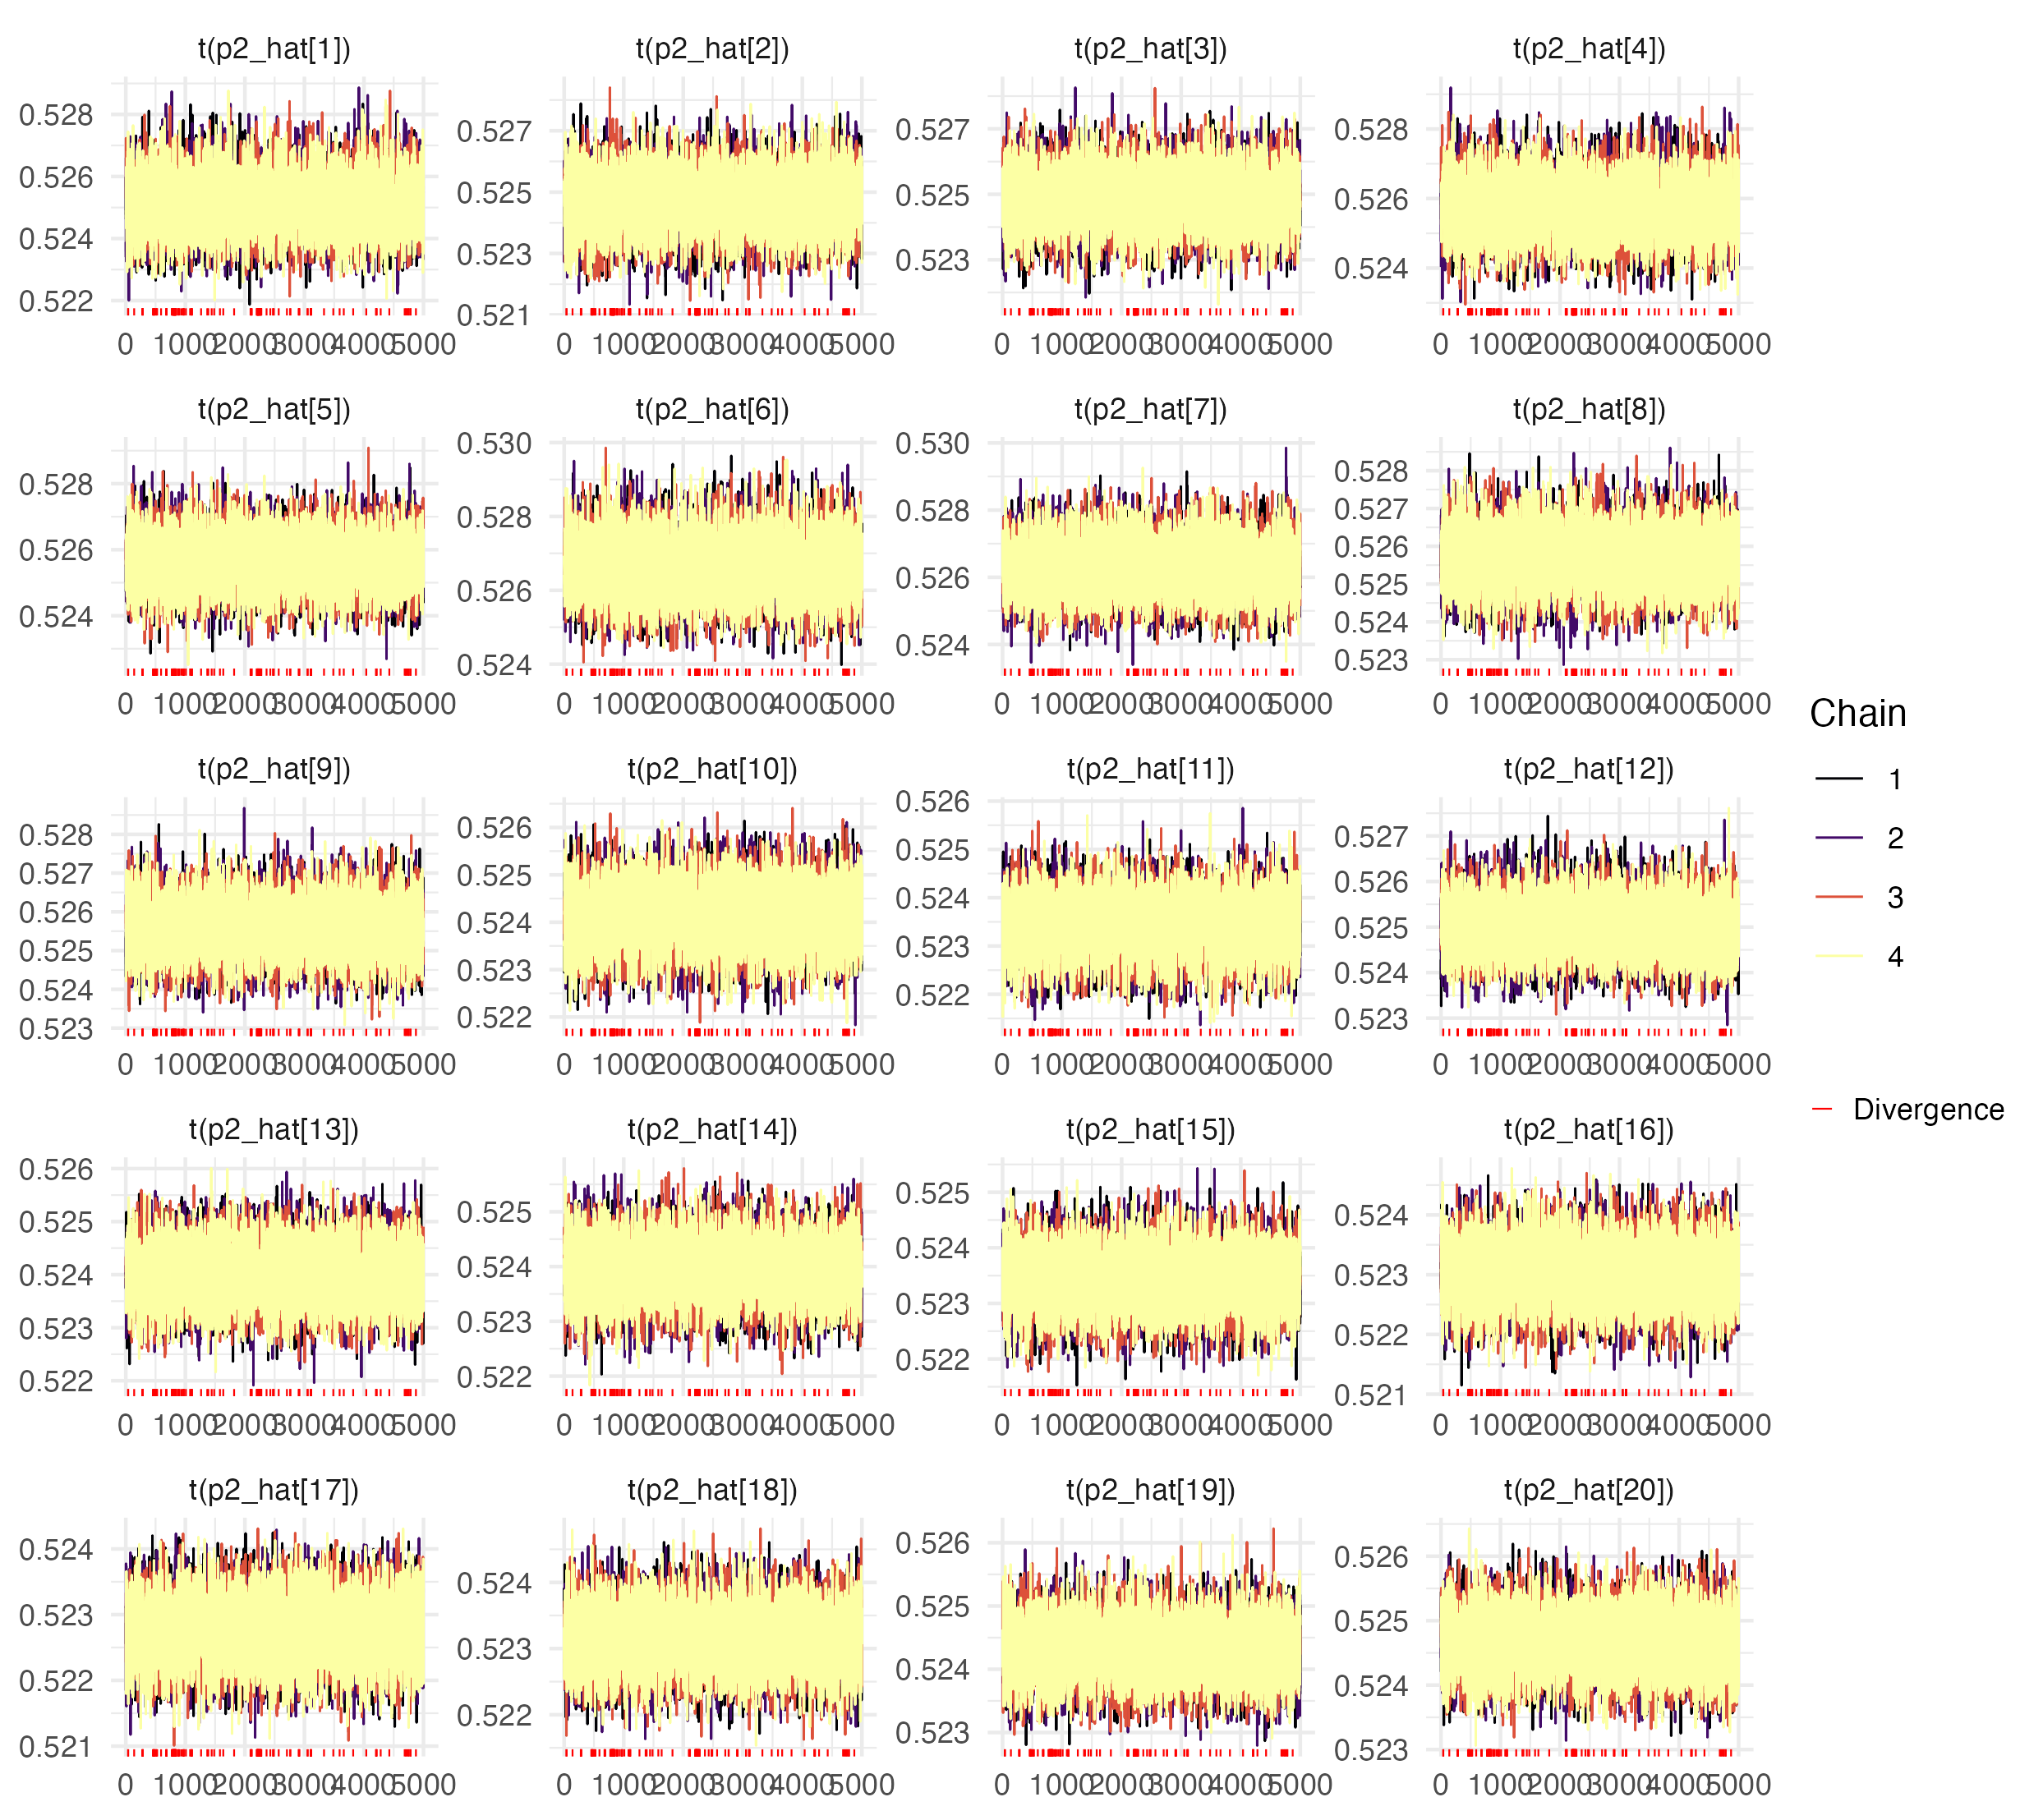 t(p2_hat[1]) t(p2_hat[2]) t(p2_hat[3]) t(p2_hat[4])
0.528 0.527 0.527 0.528
0.526 0.525 0.525 0.526
0.524 0.523 0.523 0.524
0.522 0.521
0 1000 2000 3000 4000 5000 0 1000 2000 3000 4000 5000 0 1000 2000 3000 4000 5000 0 1000 2000 3000 4000 5000
t(p2_hat[5]) t(p2_hat[6]) t(p2_hat[7]) t(p2_hat[8])
0.528 0.530 0.530 0.528
0.526 0.528 0.528 0.527
0.524 0.526 0.526 0.526
0.524 0.524 0.525
0.524
0.523
0 1000 2000 3000 4000 5000 0 1000 2000 3000 4000 5000 0 1000 2000 3000 4000 5000 0 1000 2000 3000 4000 5000
t(p2_hat[9]) t(p2_hat[10]) t(p2_hat[11]) t(p2_hat[12])
0.528 0.526 0.526 0.527
0.527 0.525 0.525 0.526
0.526 0.524 0.524 0.525
0.525 0.523 0.523 0.524
0.524 0.522 0.522 0.523
0.523
0 1000 2000 3000 4000 5000 0 1000 2000 3000 4000 5000 0 1000 2000 3000 4000 5000 0 1000 2000 3000 4000 5000
t(p2_hat[13]) t(p2_hat[14]) t(p2_hat[15]) t(p2_hat[16])
0.526 0.525 0.525 0.524
0.525 0.524 0.524 0.523
0.524 0.523 0.523 0.522
0.523 0.522 0.522 0.521
0.522
0 1000 2000 3000 4000 5000 0 1000 2000 3000 4000 5000 0 1000 2000 3000 4000 5000 0 1000 2000 3000 4000 5000
t(p2_hat[17]) t(p2_hat[18]) t(p2_hat[19]) t(p2_hat[20])
0.524 0.524 0.526 0.526
0.523 0.523 0.525 0.525
0.522 0.522 0.524 0.524
0.521 0.523 0.523
0 1000 2000 3000 4000 5000 0 1000 2000 3000 4000 5000 0 1000 2000 3000 4000 5000 0 1000 2000 3000 4000 5000
Chain
1
2
3
4
Divergence